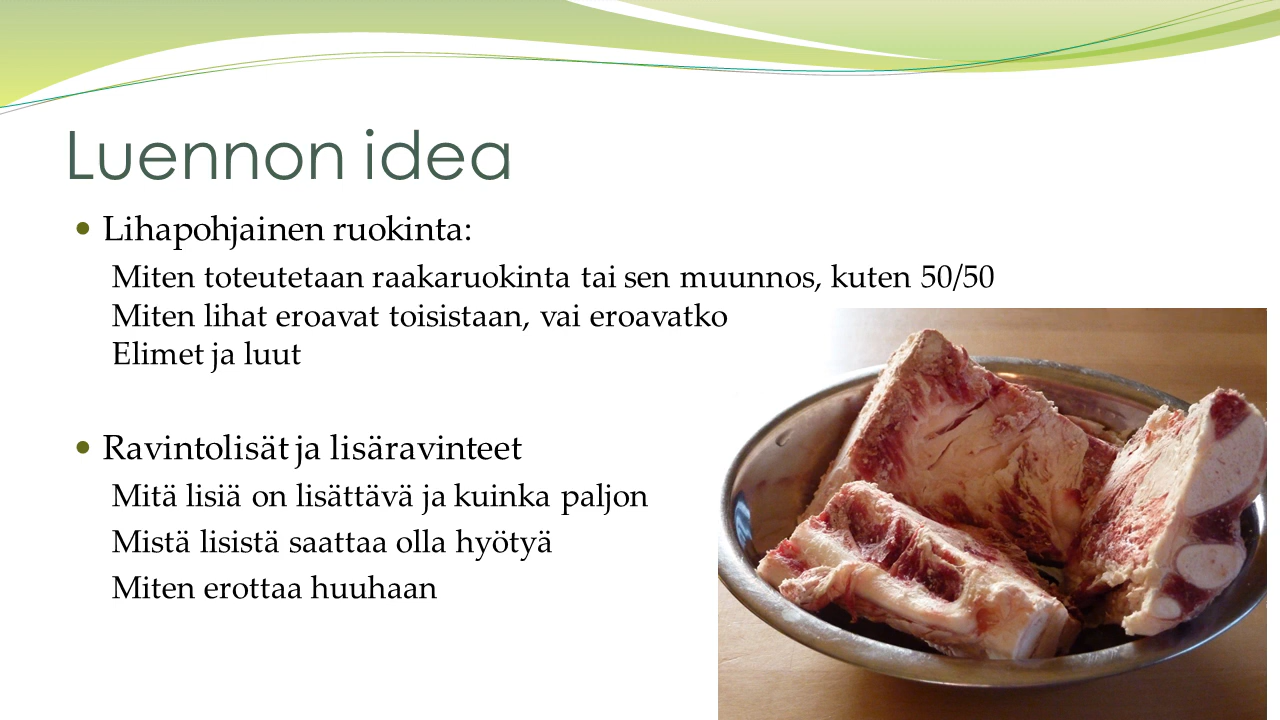 Luennon idea
• Lihapohjainen ruokinta:
Miten toteutetaan raakaruokinta tai sen muunnos, kuten 50/50
Miten lihat eroavat toisistaan, vai eroavatko
Elimet ja luut
• Ravintolisät ja lisäravinteet
Mitä lisiä on lisättävä ja kuinka paljon
Mistä lisistä saattaa olla hyötyä
Miten erottaa huuhaan